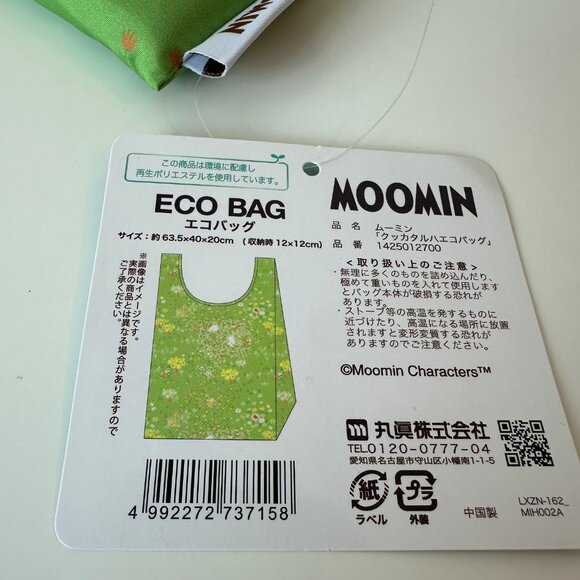 この商品は環境に配慮し
再生ポリエステルを使用しています。
ECO BAG
エコバッグ
サイズ：約 63.5×40×20cm （収納時 12×12cm）
※画像はイメージです。
実際の商品とは異なる場合がありますので
ご了承ください。
4 992272 737158
MOOMIN
品 名 ムーミン
「クッカタルハエコバッグ」
品 番 1425012700
＜取り扱い上のご注意＞
・無理に多くのものを詰め込んだり、
極めて重いものを入れて使用します
とバッグ本体が破損する恐れが
あります。
・ストーブ等の高温を発するものに
近づけたり、高温になる場所に放置
されますと変形変質する恐れが
ありますのでご注意ください。
©Moomin Characters™
丸眞株式会社
TEL0120-0777-04
愛知県名古屋市守山区小幡南1-1-5
紙
ラベル
プラ
外装
中国製
LXZN-162_
MIH002A